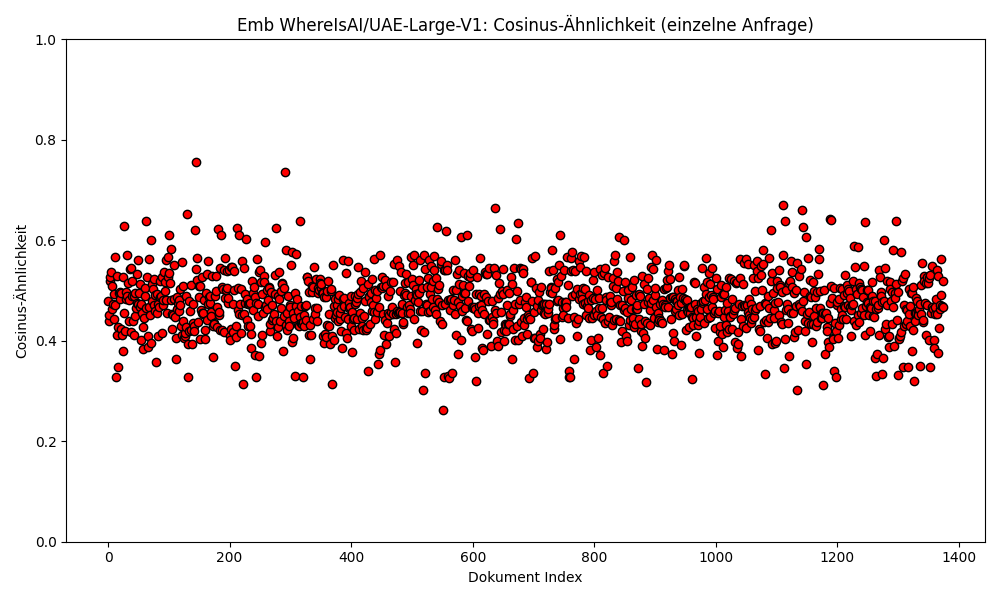 Emb WhereIsAI/UAE-Large-V1: Cosinus-Ähnlichkeit (einzelne Anfrage)
1.0
0.8
0.6
0.4
0.2
0.0
Cosinus-Ähnlichkeit
0 200 400 600 800 1000 1200 1400
Dokument Index